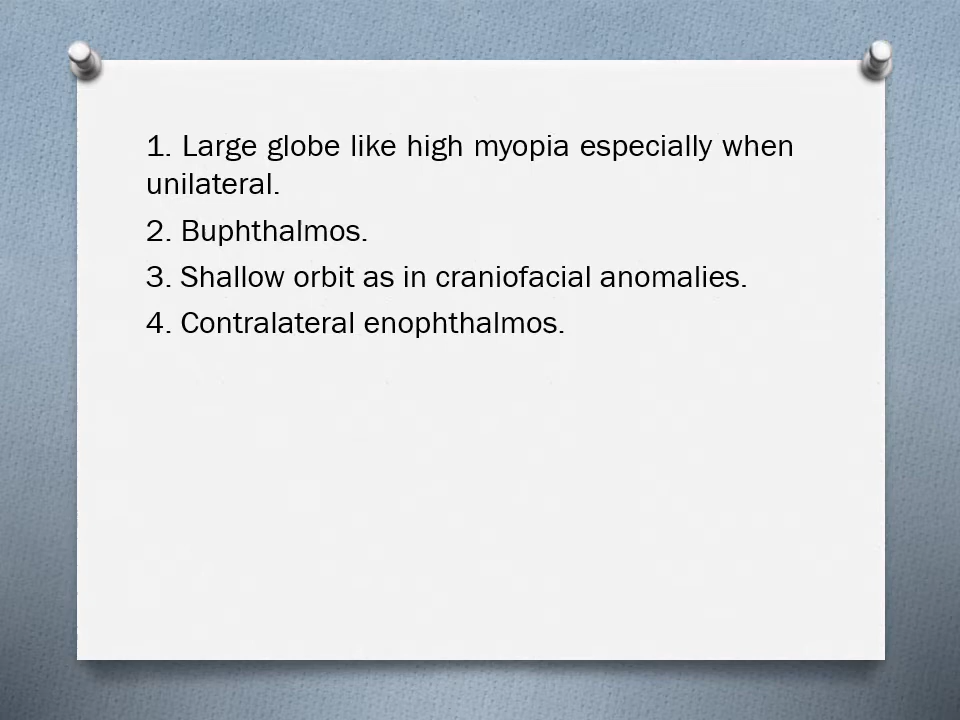 1. Large globe like high myopia especially when
unilateral.
2. Buphthalmos.
3. Shallow orbit as in craniofacial anomalies.
4. Contralateral enophthalmos.